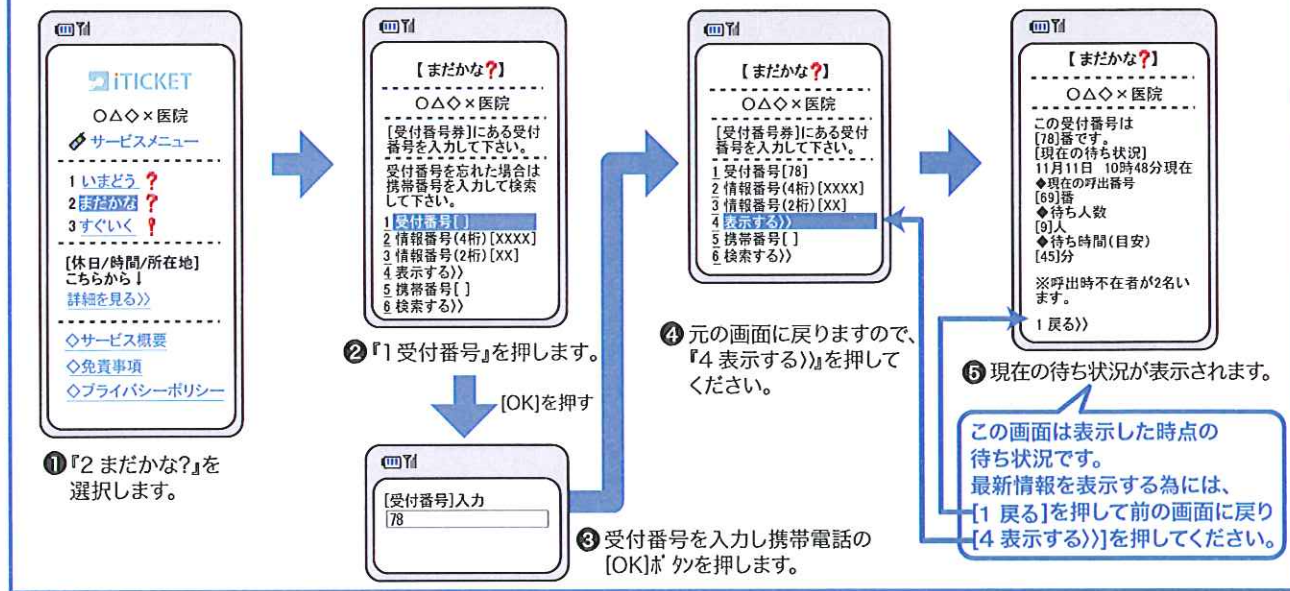 iTICKET
○△◇×医院
サービスメニュー
1 いまどう?
2 まだかな?
3 すぐいく
[休日/時間/所在地]
こちらから↓
詳細を見る》
◇サービス概要
◇免責事項
◇プライバシーポリシー
❶『2 まだかな?』を
選択します。
【まだかな?】
○△◇×医院
[受付番号券]にある受付
番号を入力して下さい。
受付番号を忘れた場合は
携帯番号を入力して検索
して下さい。
1 受付番号[ ]
2 情報番号(4桁)[XXXX]
3 情報番号(2桁)[XX]
4 表示する》
5 携帯番号[ ]
6 検索する》
❷『1受付番号』を押します。
[OK]を押す
[受付番号]入力
[78
❸受付番号を入力し携帯電話の
[OK]ボタンを押します。
【まだかな?】
○△◇×医院
[受付番号券]にある受付
番号を入力して下さい。
1 受付番号[78]
2 情報番号(4桁)[XXXX]
3 情報番号(2桁)[XX]
4 表示する》
5 携帯番号[ ]
6 検索する》
❹元の画面に戻りますので、
『4 表示する》』を押して
ください。
【まだかな?】
○△◇×医院
この受付番号は
[78]番です。
[現在の待ち状況]
11月11日 10時48分現在
◆現在の呼出番号
[69]番
◆待ち人数
[9]人
◆待ち時間(目安)
[45]分
※呼出時不在者が2名い
ます。
1 戻る》
❺現在の待ち状況が表示されます。
この画面は表示した時点の
待ち状況です。
最新情報を表示する為には、
[1 戻る]を押して前の画面に戻り
[4 表示する》]を押してください。